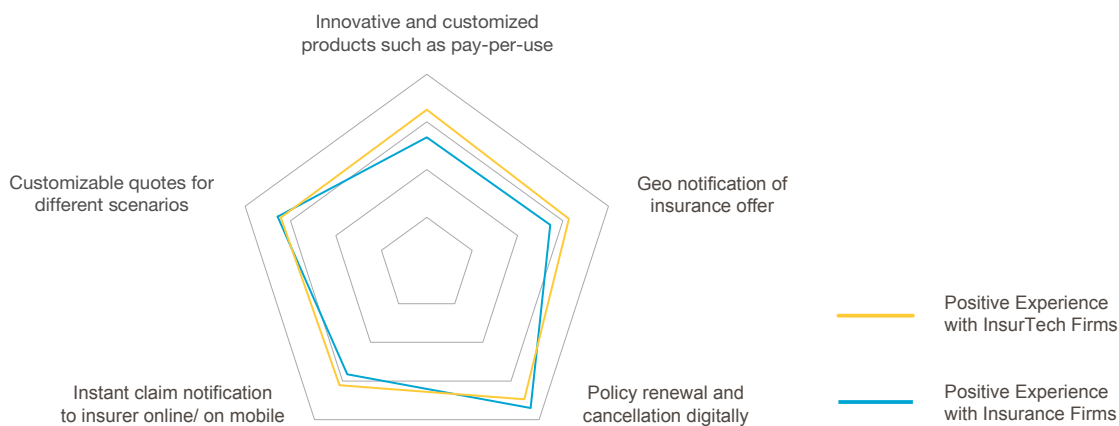 Innovative and customized
products such as pay-per-use
Customizable quotes for
different scenarios
Geo notification of
insurance offer
Instant claim notification
to insurer online/ on mobile
Policy renewal and
cancellation digitally
Positive Experience
with InsurTech Firms
Positive Experience
with Insurance Firms